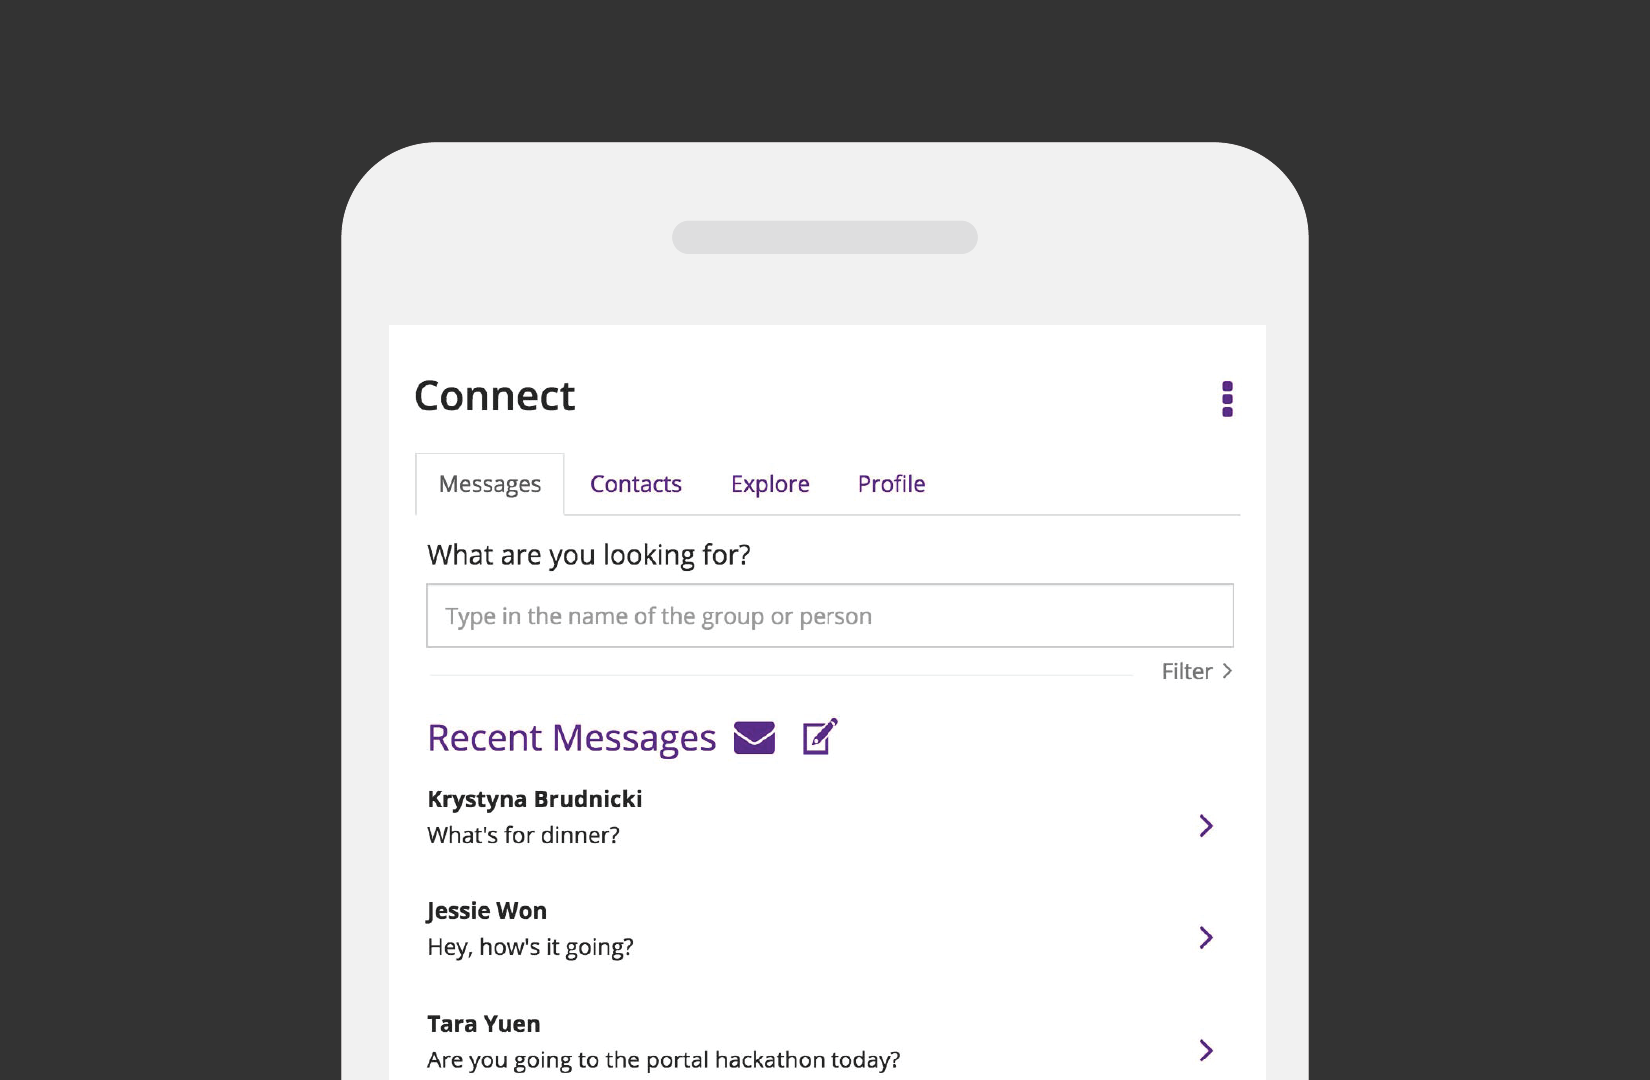 Connect
Messages Contacts Explore Profile
What are you looking for?
Type in the name of the group or person
Filter
Recent Messages
Krystyna Brudnicki
What's for dinner?
Jessie Won
Hey, how's it going?
Tara Yuen
Are you going to the portal hackathon today?